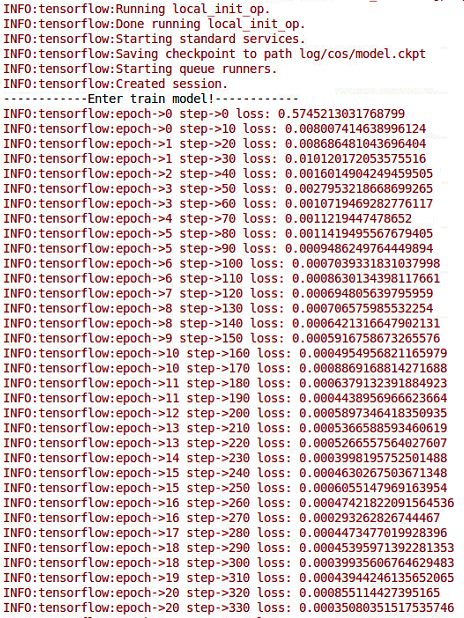 INFO:tensorflow:Running local_init_op.
INFO:tensorflow:Done running local_init_op.
INFO:tensorflow:Starting standard services.
INFO:tensorflow:Saving checkpoint to path log/cos/model.ckpt
INFO:tensorflow:Starting queue runners.
INFO:tensorflow:Created session.
------------Enter train model!------------
INFO:tensorflow:epoch->0 step->0 loss: 0.5745213031768799
INFO:tensorflow:epoch->0 step->10 loss: 0.008007414638996124
INFO:tensorflow:epoch->1 step->20 loss: 0.008686481043696404
INFO:tensorflow:epoch->1 step->30 loss: 0.010120172053575516
INFO:tensorflow:epoch->2 step->40 loss: 0.0016014904249459505
INFO:tensorflow:epoch->3 step->50 loss: 0.0027953218668699265
INFO:tensorflow:epoch->3 step->60 loss: 0.0010719469282776117
INFO:tensorflow:epoch->4 step->70 loss: 0.0011219447478652
INFO:tensorflow:epoch->5 step->80 loss: 0.0011419495567679405
INFO:tensorflow:epoch->5 step->90 loss: 0.0009486249764449894
INFO:tensorflow:epoch->6 step->100 loss: 0.0007039331831037998
INFO:tensorflow:epoch->6 step->110 loss: 0.0008630134398117661
INFO:tensorflow:epoch->7 step->120 loss: 0.000694805639795959
INFO:tensorflow:epoch->8 step->130 loss: 0.000706575985532254
INFO:tensorflow:epoch->8 step->140 loss: 0.0006421316647902131
INFO:tensorflow:epoch->9 step->150 loss: 0.0005916758673265576
INFO:tensorflow:epoch->10 step->160 loss: 0.0004954956821165979
INFO:tensorflow:epoch->10 step->170 loss: 0.0008869168814271688
INFO:tensorflow:epoch->11 step->180 loss: 0.0006379132391884923
INFO:tensorflow:epoch->11 step->190 loss: 0.0004438956966623664
INFO:tensorflow:epoch->12 step->200 loss: 0.0005897346418350935
INFO:tensorflow:epoch->13 step->210 loss: 0.0005366588593460619
INFO:tensorflow:epoch->13 step->220 loss: 0.0005266557564027607
INFO:tensorflow:epoch->14 step->230 loss: 0.0003998195752501488
INFO:tensorflow:epoch->15 step->240 loss: 0.0004630267503671348
INFO:tensorflow:epoch->15 step->250 loss: 0.0006055147969163954
INFO:tensorflow:epoch->16 step->260 loss: 0.00047421822091564536
INFO:tensorflow:epoch->16 step->270 loss: 0.000293262826744467
INFO:tensorflow:epoch->17 step->280 loss: 0.0004473477019928396
INFO:tensorflow:epoch->18 step->290 loss: 0.00045395971392281353
INFO:tensorflow:epoch->18 step->300 loss: 0.00039935606764629483
INFO:tensorflow:epoch->19 step->310 loss: 0.00043944246135652065
INFO:tensorflow:epoch->20 step->320 loss: 0.000855114427395165
INFO:tensorflow:epoch->20 step->330 loss: 0.00035080351517535746